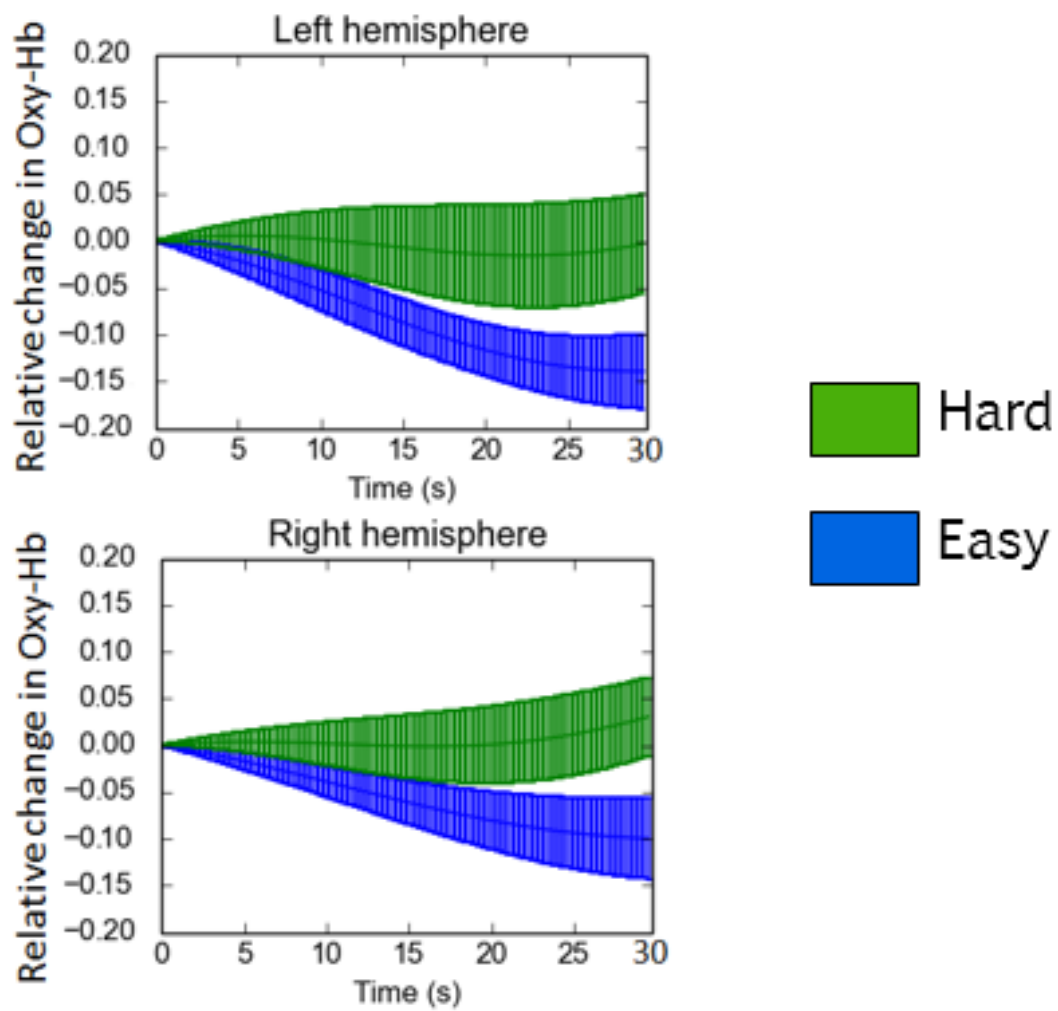 Left hemisphere
Relative change in Oxy-Hb
0.20
0.15
0.10
0.05
0.00
−0.05
−0.10
−0.15
−0.20
0 5 10 15 20 25 30
Time (s)
Hard
Easy
Right hemisphere
Relative change in Oxy-Hb
0.20
0.15
0.10
0.05
0.00
−0.05
−0.10
−0.15
−0.20
0 5 10 15 20 25 30
Time (s)